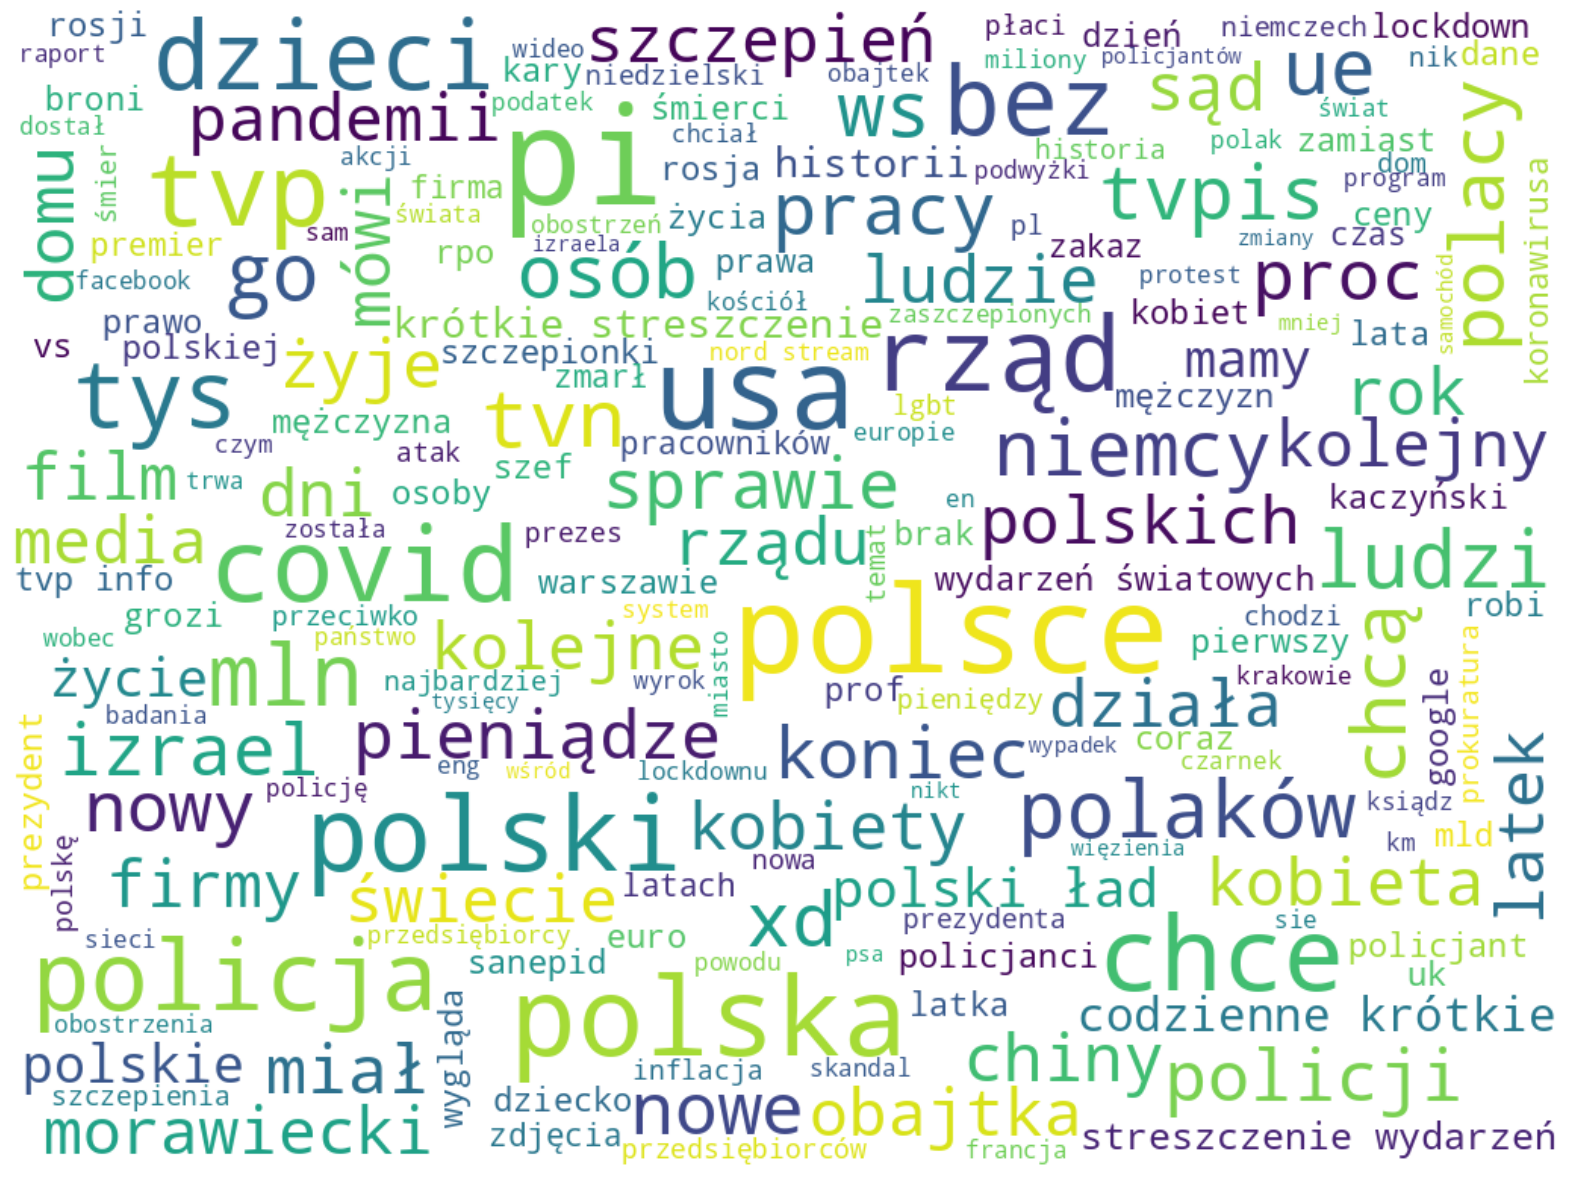 rosji
dzieci
wideo
szczepień
płaci
dzień
niemczech
lockdown
raport
kary
niedzielski
obajtek
miliony
policjantów
ue
nik
dane
broni
pandemii
podatek
śmierci
ws
bez
sąd
świat
dostał
pi
chciał
historia
polak
zamiast
polacy
domu
śmier
tvp
akcji
mówi
firma
rosja
historii
podwyżki
tvpis
dom
program
koronawirusa
premier
sam
świata
obostrzeń
życia
pracy
pl
ceny
go
rpo
izraela
zakaz
zmiany
czas
facebook
osób
prawa
ludzie
protest
proc
samochód
prawo
krótkie streszczenie
kościół
zaszczepionych
kobiet
mniej
lata
vs
polskiej
żyje
szczepionki
nord stream
rząd
mamy
tys
zmarł
usa
mężczyzn
rok
mężczyzna
tvn
lgbt
czym
atak
pracowników
europie
niemcy
kolejny
film
trwa
dni
osoby
szef
sprawie
en
kaczyński
media
została
prezes
rządu
temat
brak
polskich
ludzi
tvp info
covid
warszawie
wydarzeń światowych
grozi
przeciwko
system
polsce
chodzi
robi
wobec
państwo
kolejne
miasto
pierwszy
chcą
życie
mln
najbardziej
wyrok
prof
pieniędzy
krakowie
google
prokuratura
badania
tysięcy
działa
prezydent
izrael
pieniądze
koniec
wypadek
coraz
latek
eng
wśród
lockdownu
czarnek
nowy
policję
polski
nikt
polaków
ksiądz
kobiety
km
mld
polskę
nowa
więzienia
firmy
świecie
latach
polski ład
kobieta
xd
prezydenta
sie
sieci
przedsiębiorcy
euro
policja
sanepid
powodu
psa
policjanci
chce
policjant
uk
obostrzenia
wygląda
polska
latka
codzienne krótkie
polskie
miał
inflacja
skandal
chiny
policji
szczepienia
dziecko
nowe
obajtka
morawiecki
zdjęcia
przedsiębiorców
francja
streszczenie wydarzeń